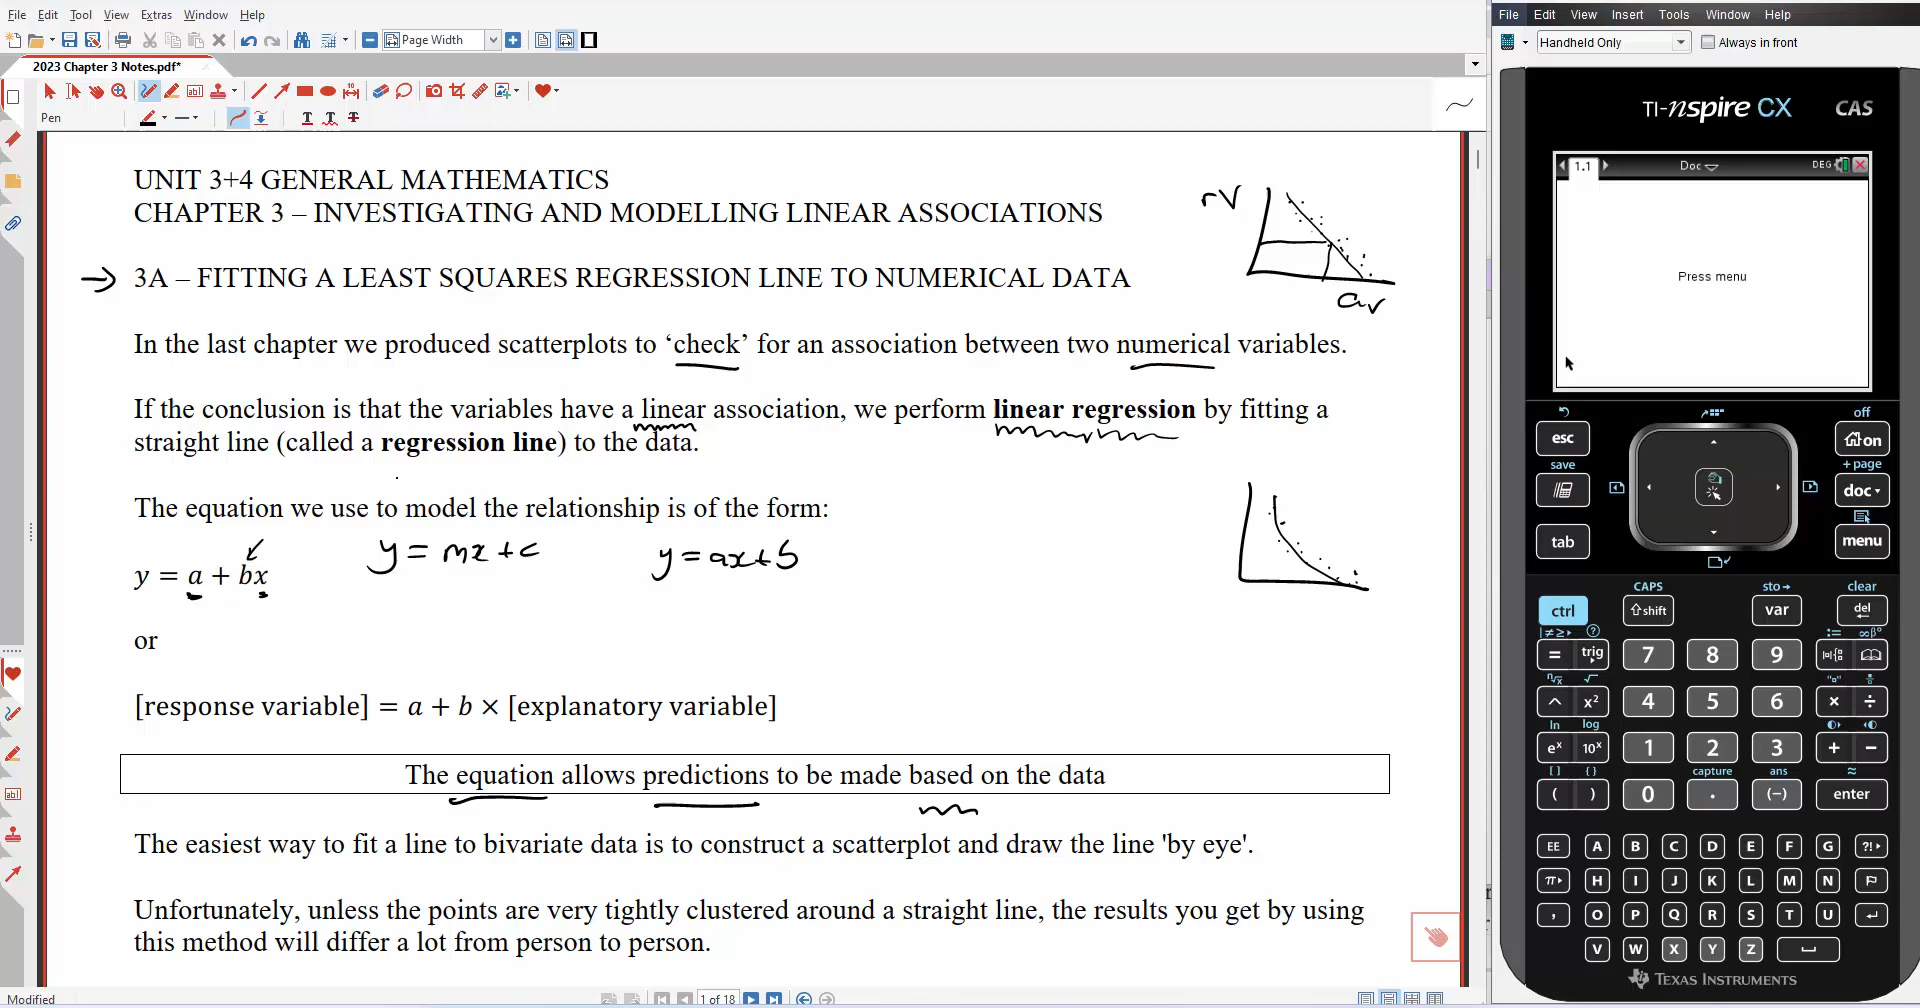 File Edit Tool View Extras Window Help
Page Width
2023 Chapter 3 Notes.pdf*
Pen
UNIT 3+4 GENERAL MATHEMATICS
CHAPTER 3 – INVESTIGATING AND MODELLING LINEAR ASSOCIATIONS
rv
av
3A – FITTING A LEAST SQUARES REGRESSION LINE TO NUMERICAL DATA
In the last chapter we produced scatterplots to ‘check’ for an association between two numerical variables.
If the conclusion is that the variables have a linear association, we perform linear regression by fitting a
straight line (called a regression line) to the data.
The equation we use to model the relationship is of the form:
y = a + bx
y = mx + c
y = ax + b
or
[response variable] = a + b × [explanatory variable]
The equation allows predictions to be made based on the data
The easiest way to fit a line to bivariate data is to construct a scatterplot and draw the line 'by eye'.
Unfortunately, unless the points are very tightly clustered around a straight line, the results you get by using
this method will differ a lot from person to person.
Modified
1 of 18
File Edit View Insert Tools Window Help
Handheld Only
Always in front
TI-nspire CX CAS
1.1 Doc DEG
Press menu
off
esc on
save + page
doc
tab menu
CAPS sto→ clear
ctrl shift var del
= trig 7 8 9
^ x² 4 5 6 × ÷
ln log
eˣ 10ˣ 1 2 3 + −
[ ] { } capture ans ≈
( ) 0 . (−) enter
EE A B C D E F G ?!
π H I J K L M N
, O P Q R S T U
V W X Y Z
TEXAS INSTRUMENTS